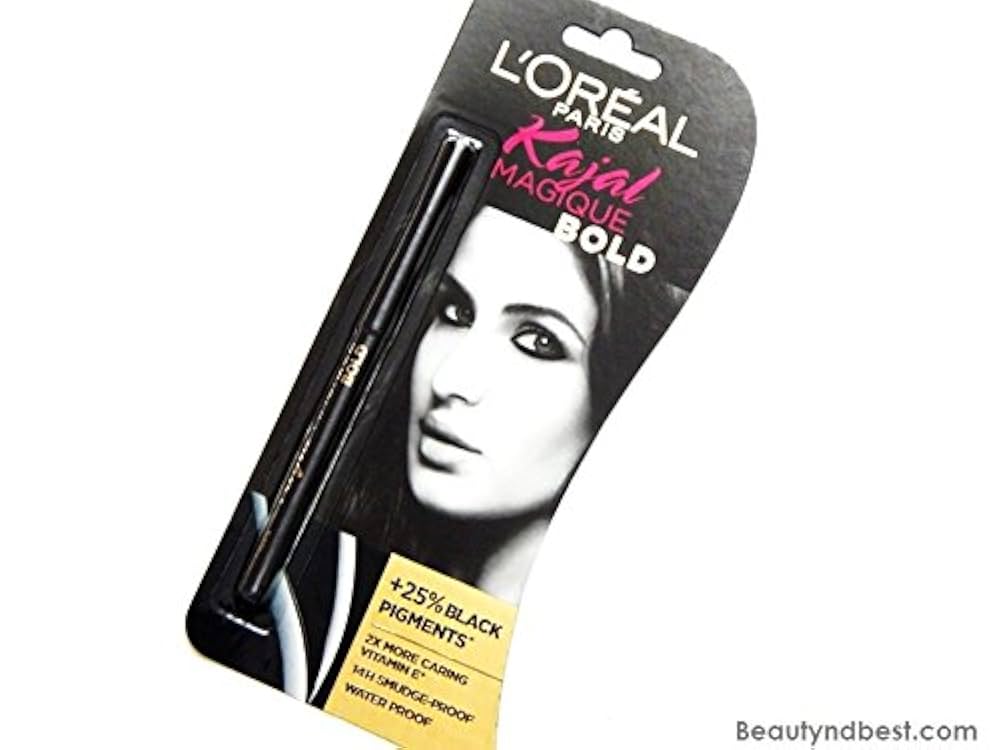 L'ORÉAL
PARIS
Kajal
MAGIQUE
BOLD
BOLD
+25% BLACK
PIGMENTS*
2X MORE CARING
VITAMIN E*
14H SMUDGE-PROOF
WATER PROOF
Beautyndbest.com